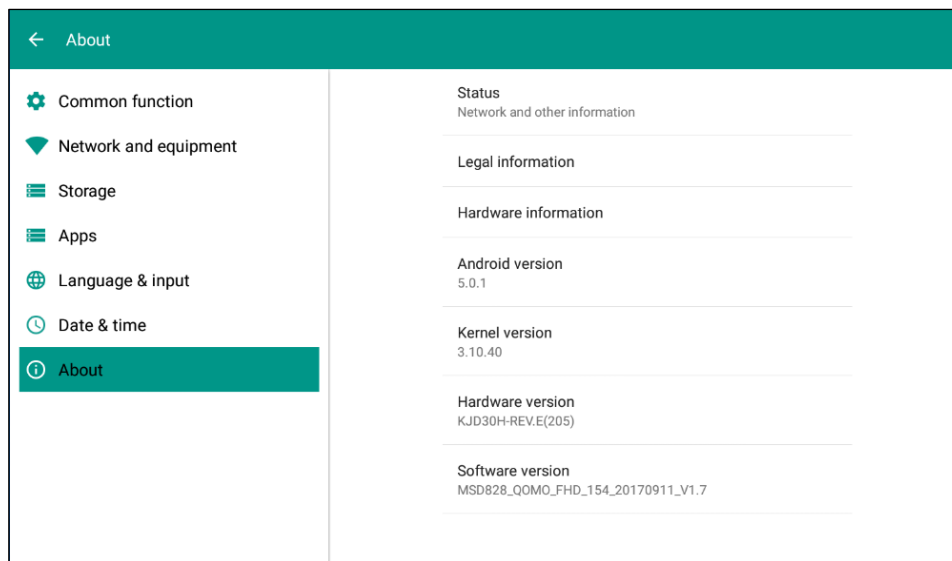 About
Common function
Network and equipment
Storage
Apps
Language & input
Date & time
About
Status
Network and other information
Legal information
Hardware information
Android version
5.0.1
Kernel version
3.10.40
Hardware version
KJD30H-REV.E(205)
Software version
MSD828_QOMO_FHD_154_20170911_V1.7